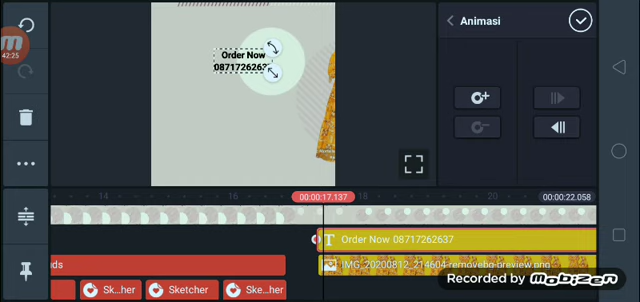 Animasi
42:25
Order Now
08717262637
14
16
00:00:17.137
18
20
00:00:22.058
Order Now 08717262637
IMG_20200812_214604-removebg-preview.png
ds
Sk...her
Sketcher
Ske...her
Recorded by mobizen